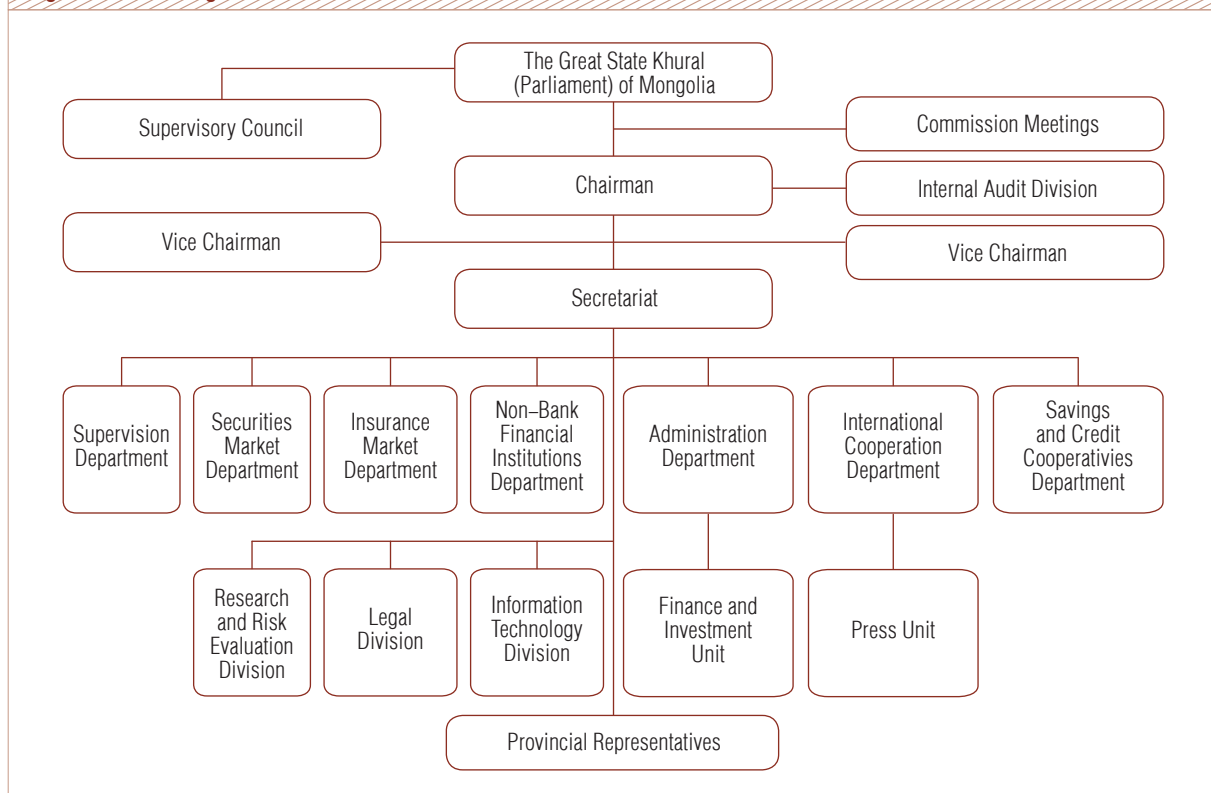 The Great State Khural
(Parliament) of Mongolia
Supervisory Council
Commission Meetings
Chairman
Internal Audit Division
Vice Chairman
Vice Chairman
Secretariat
Supervision
Department
Securities
Market
Department
Insurance
Market
Department
Non–Bank
Financial
Institutions
Department
Administration
Department
International
Cooperation
Department
Savings
and Credit
Cooperativies
Department
Research
and Risk
Evaluation
Division
Legal
Division
Information
Technology
Division
Finance and
Investment
Unit
Press Unit
Provincial Representatives